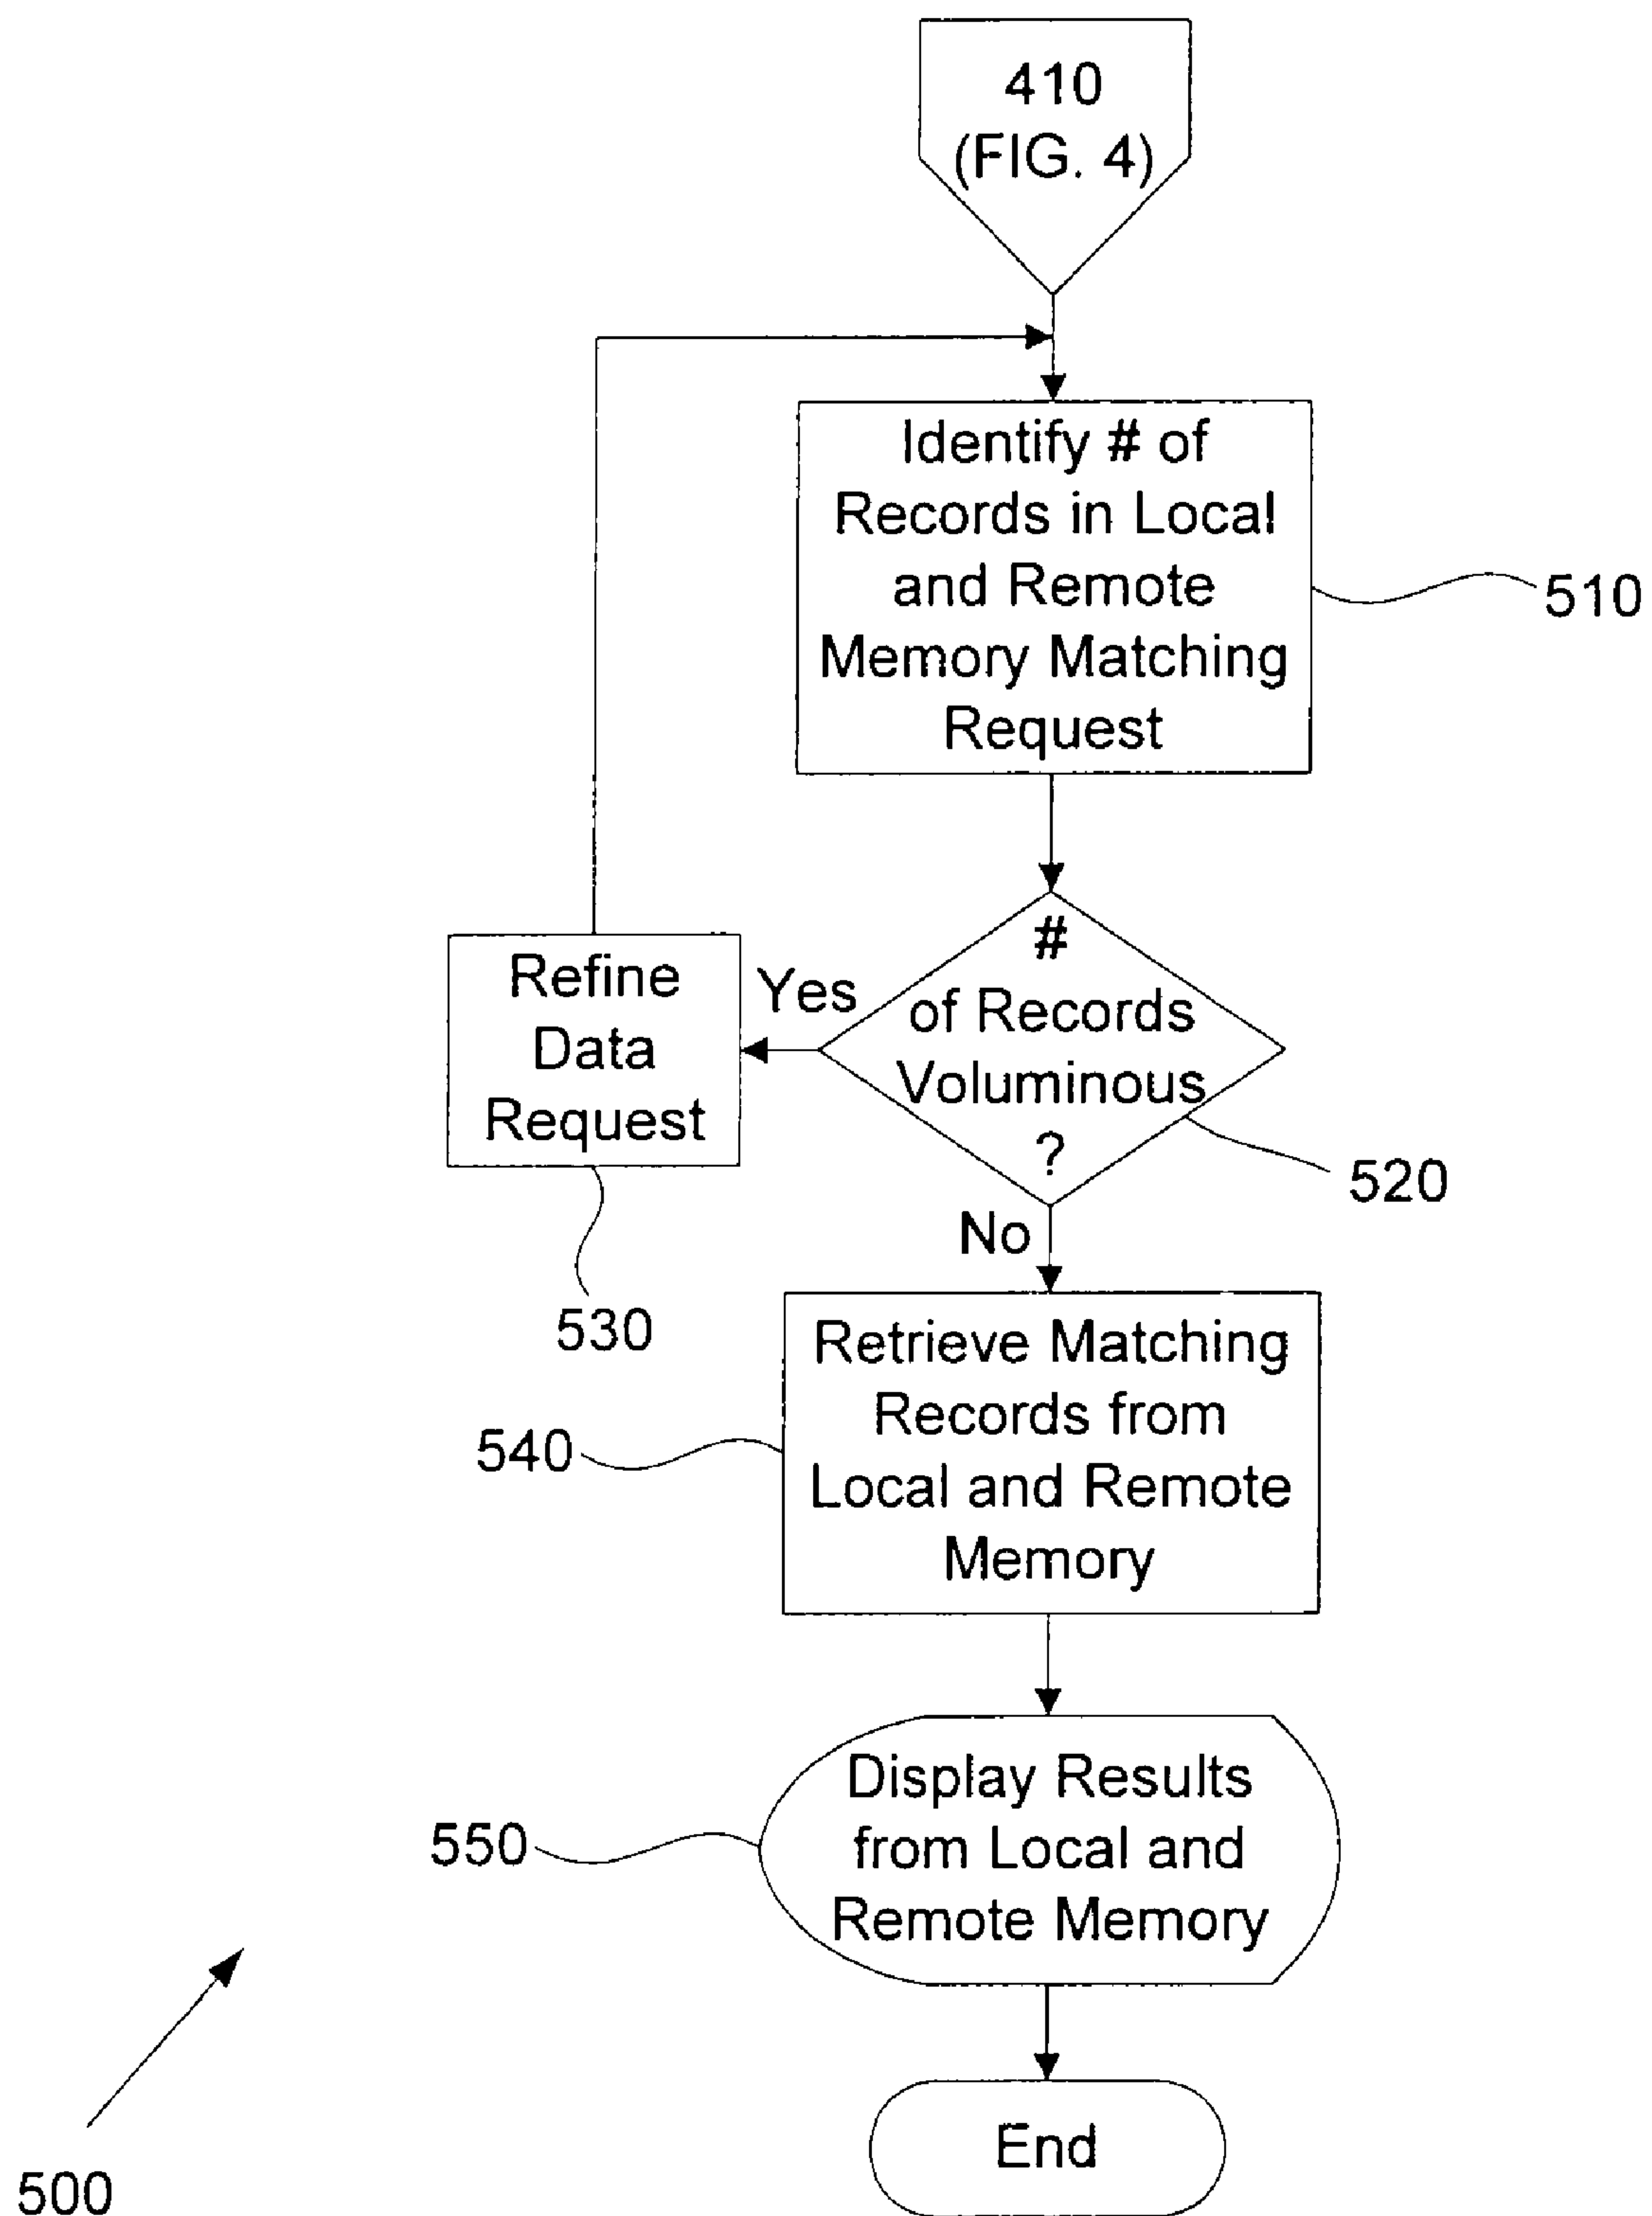 410
(FIG. 4)
Identify # of
Records in Local
and Remote
Memory Matching
Request
510
#
of Records
Voluminous
?
Yes
Refine
Data
Request
520
530
No
Retrieve Matching
Records from
Local and Remote
Memory
540
Display Results
from Local and
Remote Memory
550
End
500